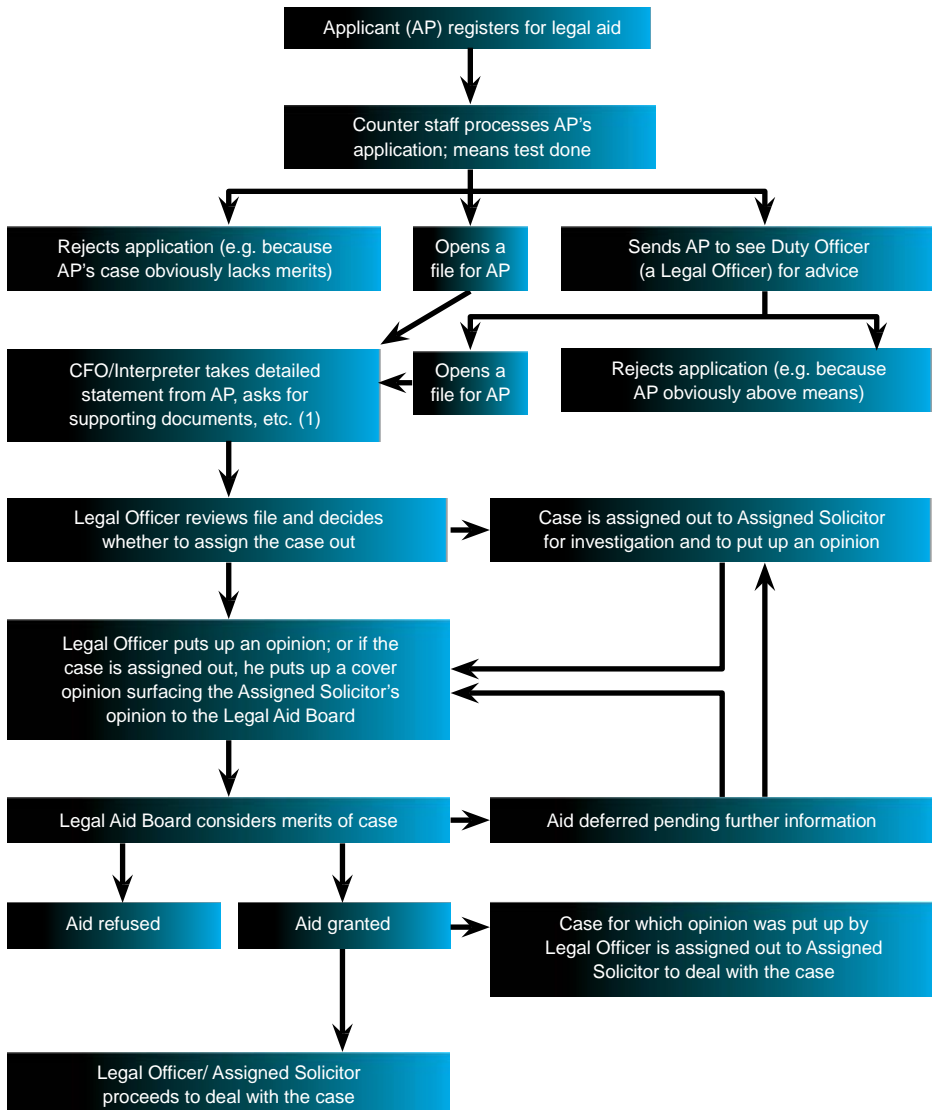 Applicant (AP) registers for legal aid
Counter staff processes AP’s
application; means test done
Rejects application (e.g. because
AP’s case obviously lacks merits)
Opens a
file for AP
Sends AP to see Duty Officer
(a Legal Officer) for advice
CFO/Interpreter takes detailed
statement from AP, asks for
supporting documents, etc. (1)
Opens a
file for AP
Rejects application (e.g. because
AP obviously above means)
Legal Officer reviews file and decides
whether to assign the case out
Case is assigned out to Assigned Solicitor
for investigation and to put up an opinion
Legal Officer puts up an opinion; or if the
case is assigned out, he puts up a cover
opinion surfacing the Assigned Solicitor’s
opinion to the Legal Aid Board
Legal Aid Board considers merits of case
Aid deferred pending further information
Aid refused
Aid granted
Case for which opinion was put up by
Legal Officer is assigned out to Assigned
Solicitor to deal with the case
Legal Officer/ Assigned Solicitor
proceeds to deal with the case